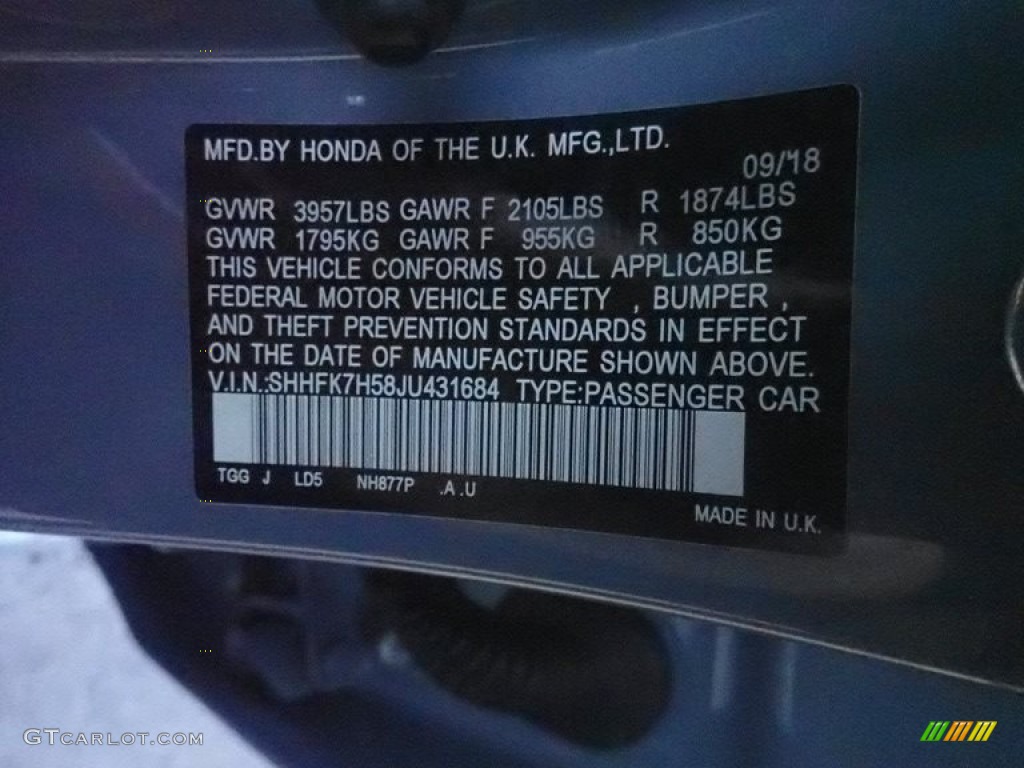 MFD.BY HONDA OF THE U.K. MFG.,LTD.
09/18
GVWR 3957LBS GAWR F 2105LBS R 1874LBS
GVWR 1795KG GAWR F 955KG R 850KG
THIS VEHICLE CONFORMS TO ALL APPLICABLE
FEDERAL MOTOR VEHICLE SAFETY , BUMPER ,
AND THEFT PREVENTION STANDARDS IN EFFECT
ON THE DATE OF MANUFACTURE SHOWN ABOVE.
V.I.N.:SHHFK7H58JU431684 TYPE:PASSENGER CAR
TGG J LD5 NH877P .A .U
MADE IN U.K.
GTCARLOT.COM